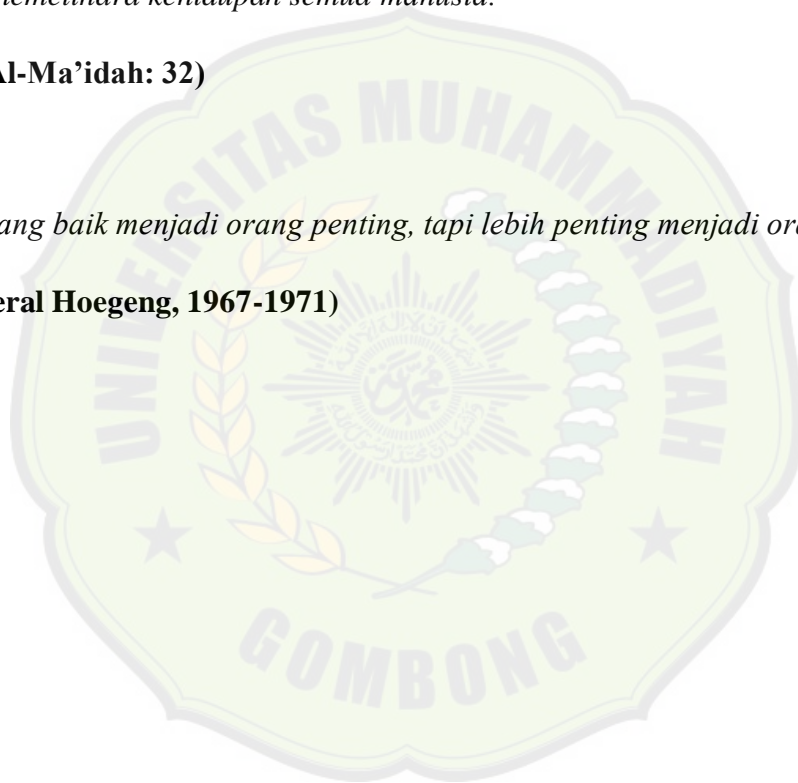 memelihara kehidupan semua manusia.
Al-Ma’idah: 32)
ang baik menjadi orang penting, tapi lebih penting menjadi ora
eral Hoegeng, 1967-1971)
UNIVERSITAS MUHAMMADIYAH
GOMBONG